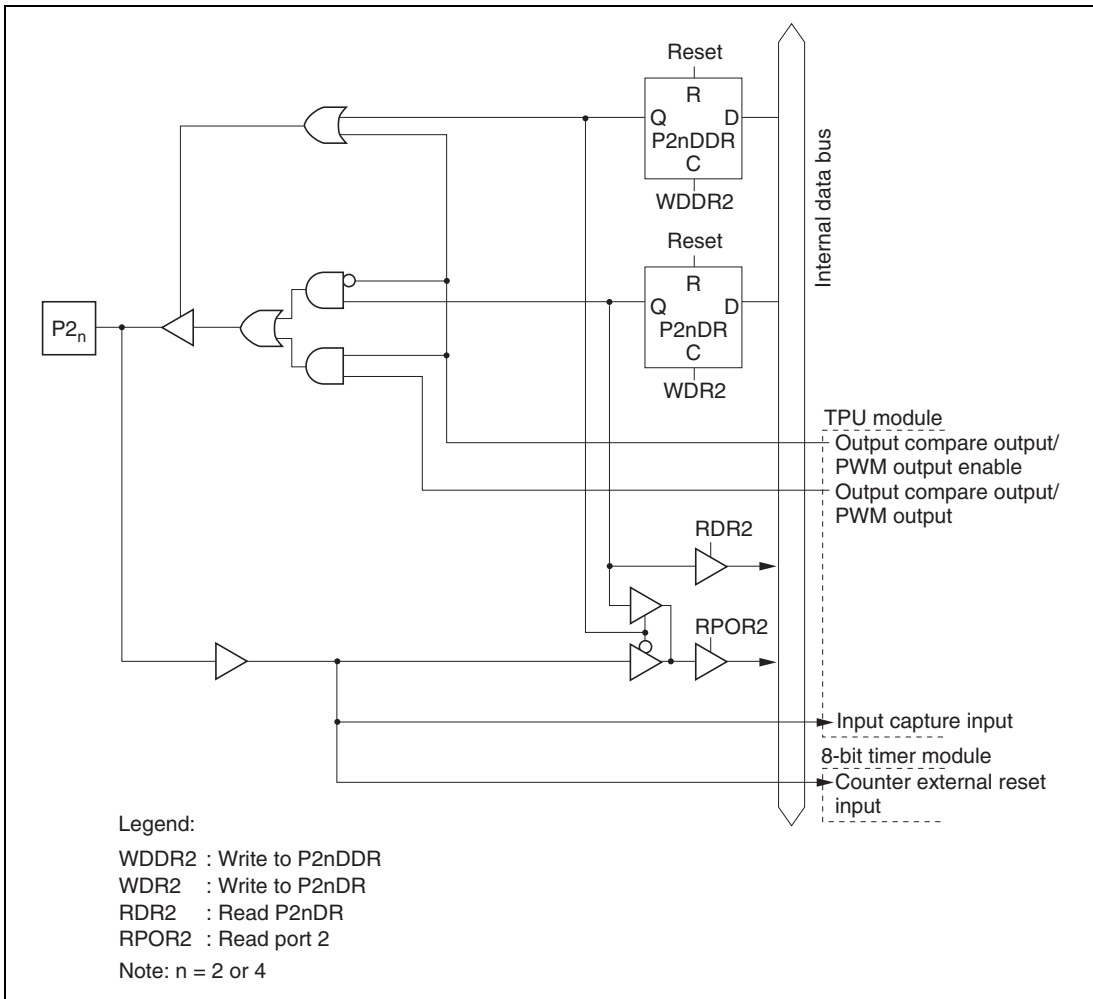 Reset
R
Q D
P2nDDR
C
WDDR2
Reset
R
Q D
P2nDR
C
WDR2
Internal data bus
P2n
TPU module
Output compare output/
PWM output enable
Output compare output/
PWM output
RDR2
RPOR2
Input capture input
8-bit timer module
Counter external reset
input
Legend:
WDDR2 : Write to P2nDDR
WDR2 : Write to P2nDR
RDR2 : Read P2nDR
RPOR2 : Read port 2
Note: n = 2 or 4